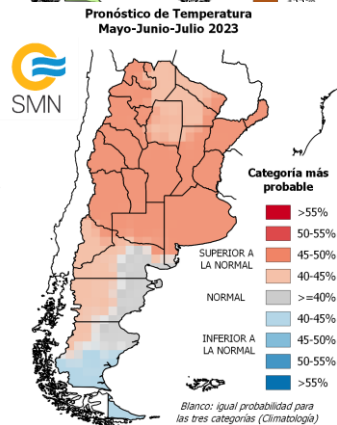 Pronóstico de Temperatura
Mayo-Junio-Julio 2023
SMN
Categoría más
probable
>55%
50-55%
SUPERIOR A
LA NORMAL
45-50%
40-45%
NORMAL
>=40%
40-45%
INFERIOR A
LA NORMAL
45-50%
50-55%
>55%
Blanco: igual probabilidad para
las tres categorías (Climatología)